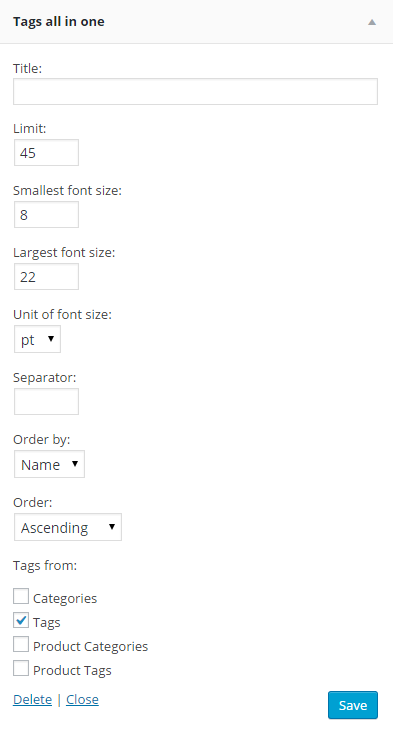 Tags all in one
Title:
Limit:
45
Smallest font size:
8
Largest font size:
22
Unit of font size:
pt
Separator:
Order by:
Name
Order:
Ascending
Tags from:
Categories
Tags
Product Categories
Product Tags
Delete | Close
Save